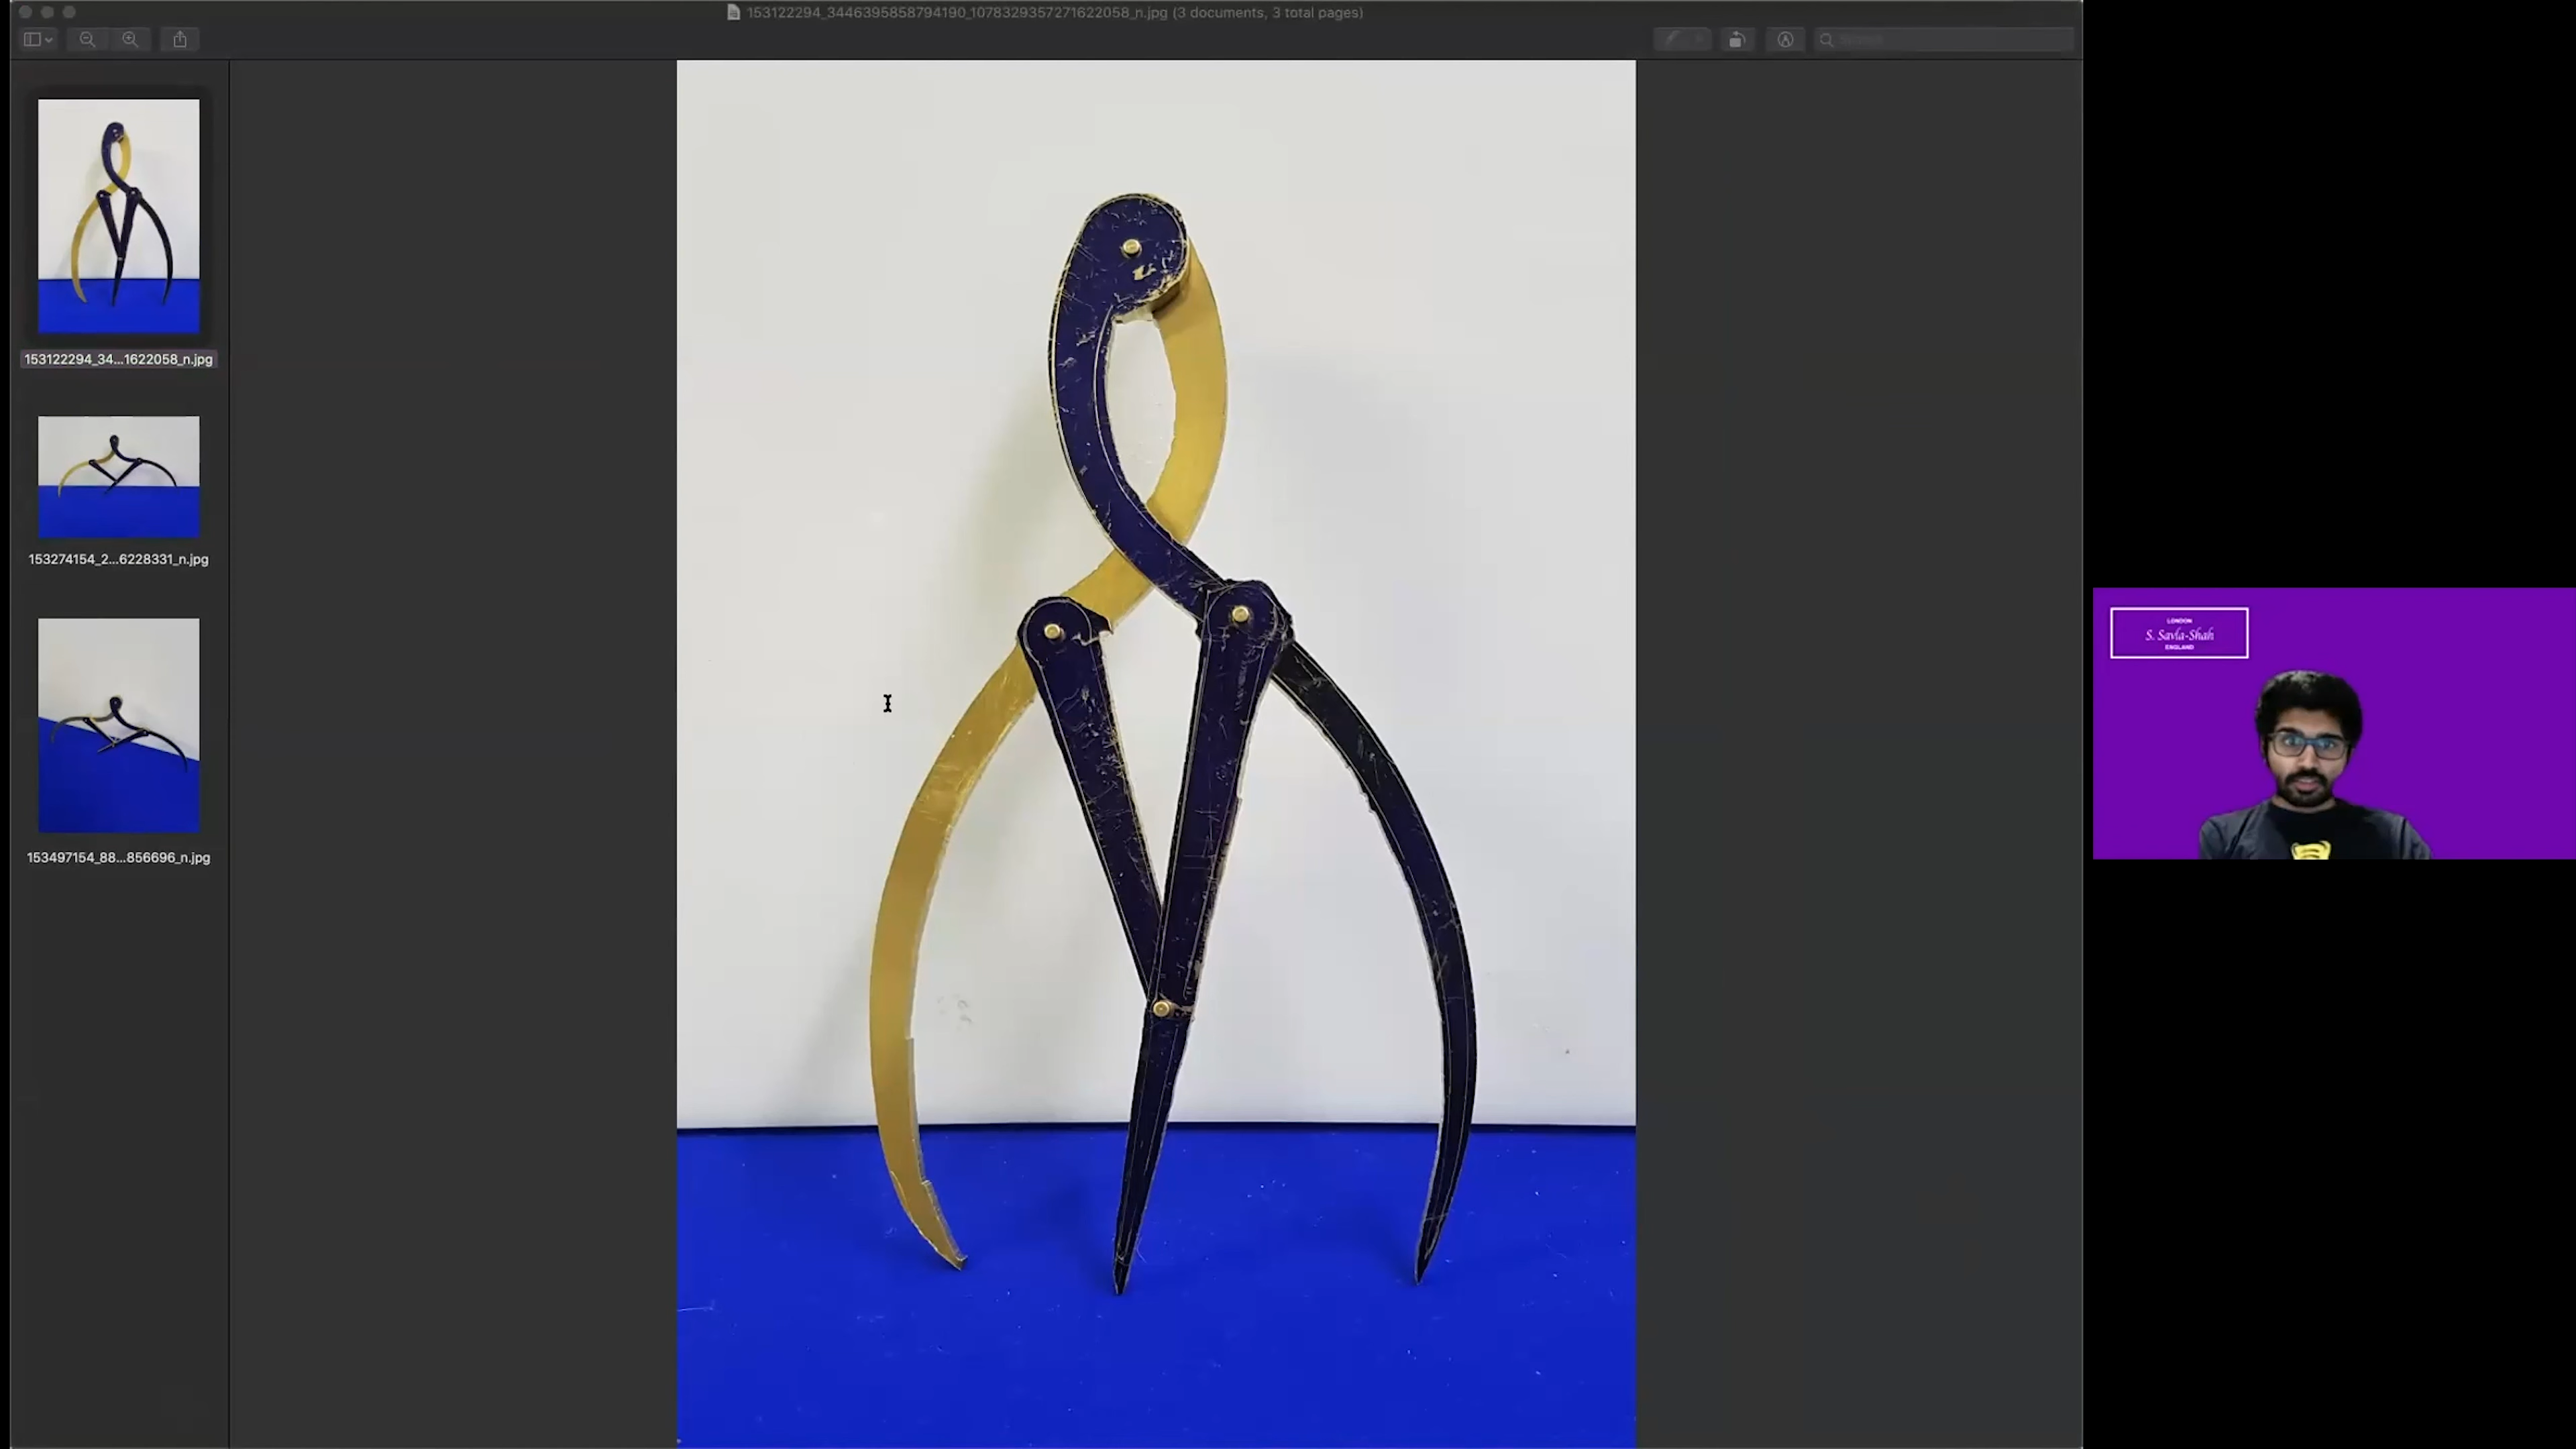 153122294_3446395858794190_1078329357271622058_n.jpg (3 documents, 3 total pages)
153122294_34...1622058_n.jpg
153274154_2...6228331_n.jpg
153497154_88...856696_n.jpg
LONDON
S. Savla-Shah
ENGLAND